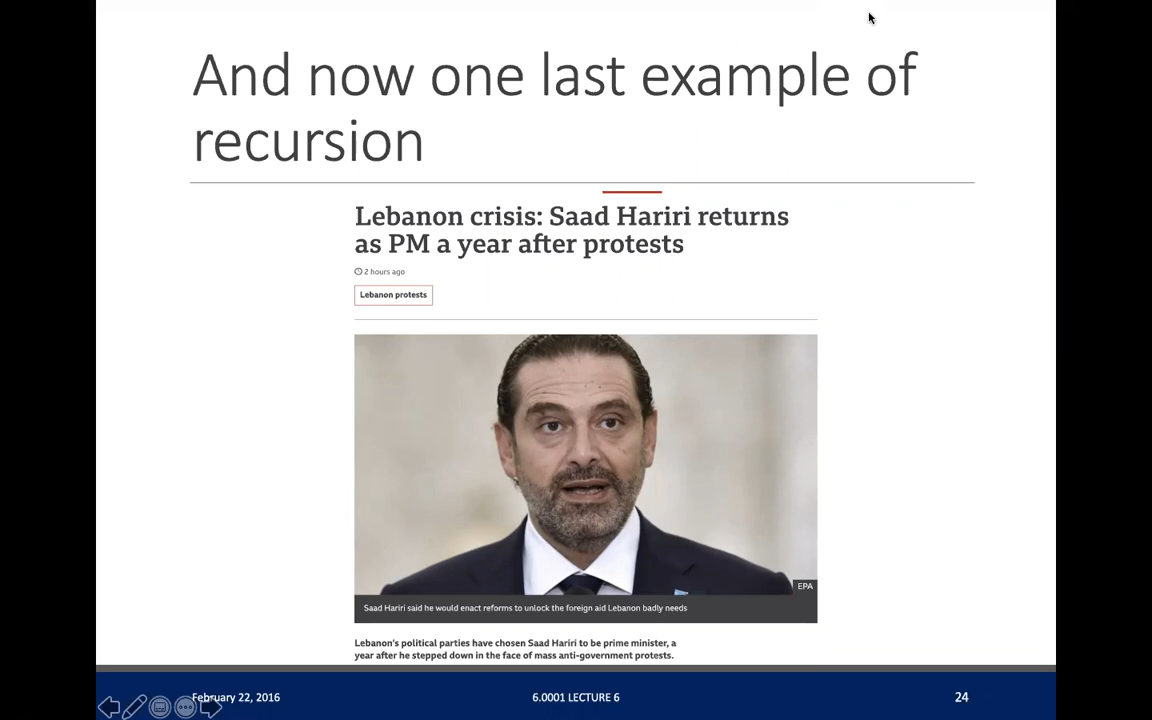 And now one last example of
recursion
Lebanon crisis: Saad Hariri returns
as PM a year after protests
2 hours ago
Lebanon protests
EPA
Saad Hariri said he would enact reforms to unlock the foreign aid Lebanon badly needs
Lebanon's political parties have chosen Saad Hariri to be prime minister, a
year after he stepped down in the face of mass anti-government protests.
February 22, 2016
6.0001 LECTURE 6
24